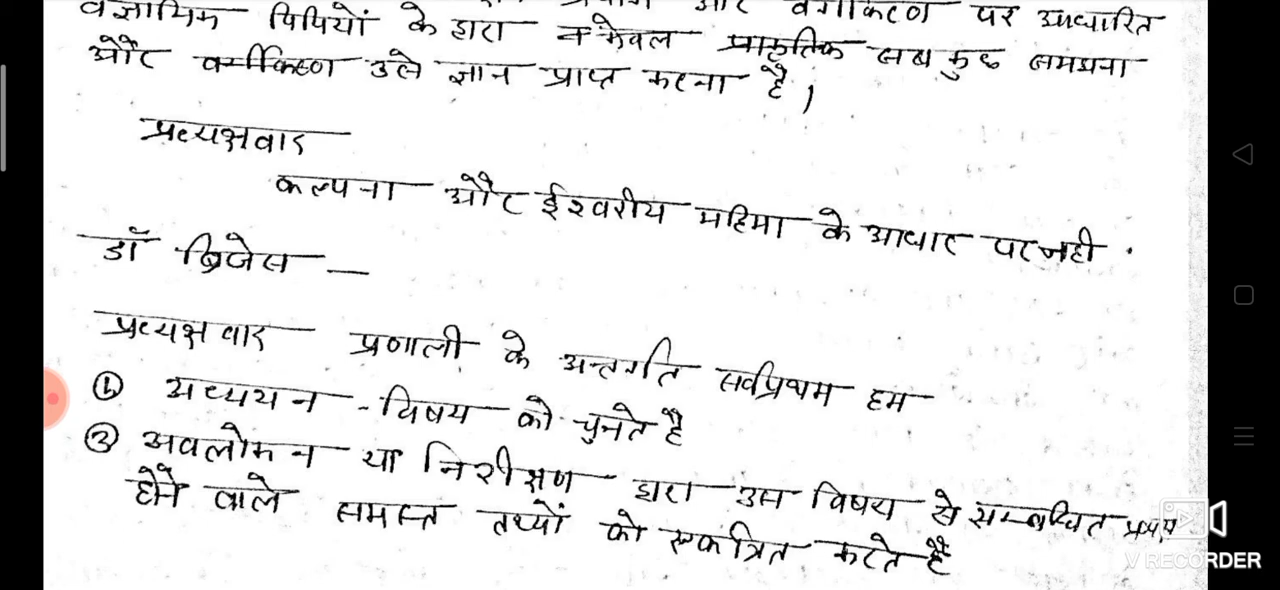 वैज्ञानिक विधियों के द्वारा न केवल प्राकृतिक सब कुछ समझना
और वर्गीकरण उसे ज्ञान प्राप्त करना है।
प्रत्यक्षवाद
कल्पना और ईश्वरीय महिमा के आधार पर नही .
डॉ ब्रिजेस –
प्रत्यक्षवाद प्रणाली के अन्तर्गत सर्वप्रथम हम
① अध्ययन - विषय को चुनते है
② अवलोकन या निरीक्षण द्वारा उस विषय से सम्बन्धित प्रत्यक्ष
होने वाले समस्त तथ्यों को एकत्रित करते है
V RECORDER